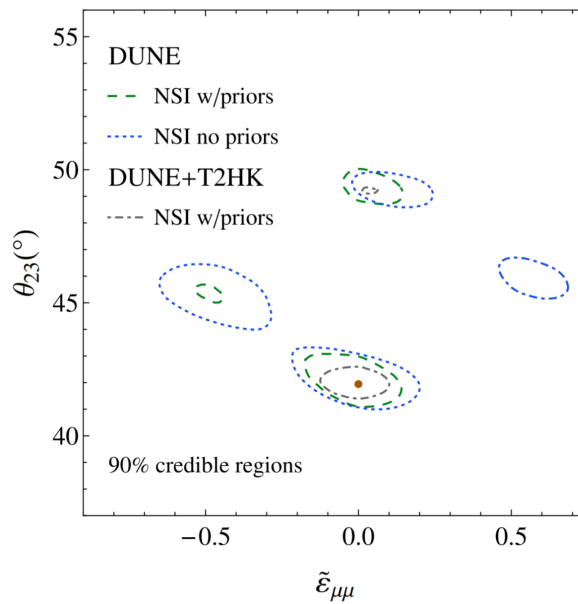 55
DUNE
NSI w/priors
NSI no priors
50
DUNE+T2HK
NSI w/priors
θ23(°)
45
40
90% credible regions
−0.5 0.0 0.5
ε̃μμ